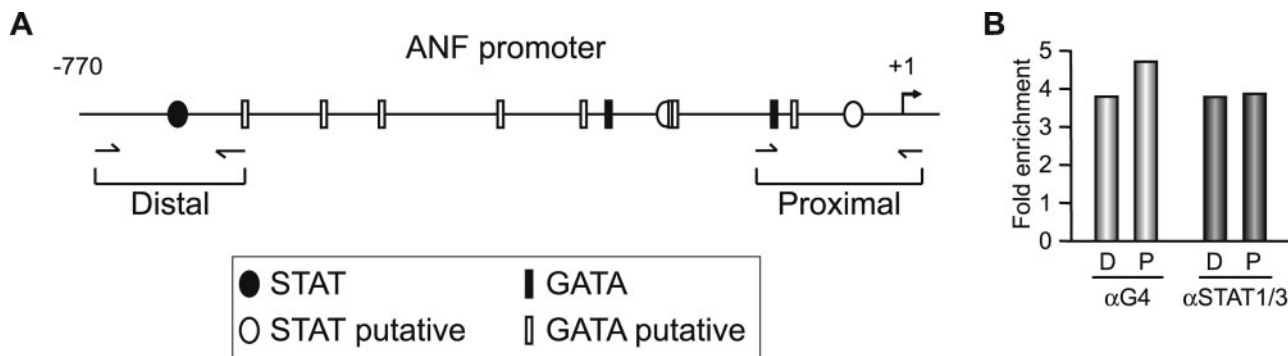 A
ANF promoter
-770
+1
Distal
Proximal
STAT
GATA
STAT putative
GATA putative
B
Fold enrichment
5
4
3
2
1
0
D P D P
αG4 αSTAT1/3